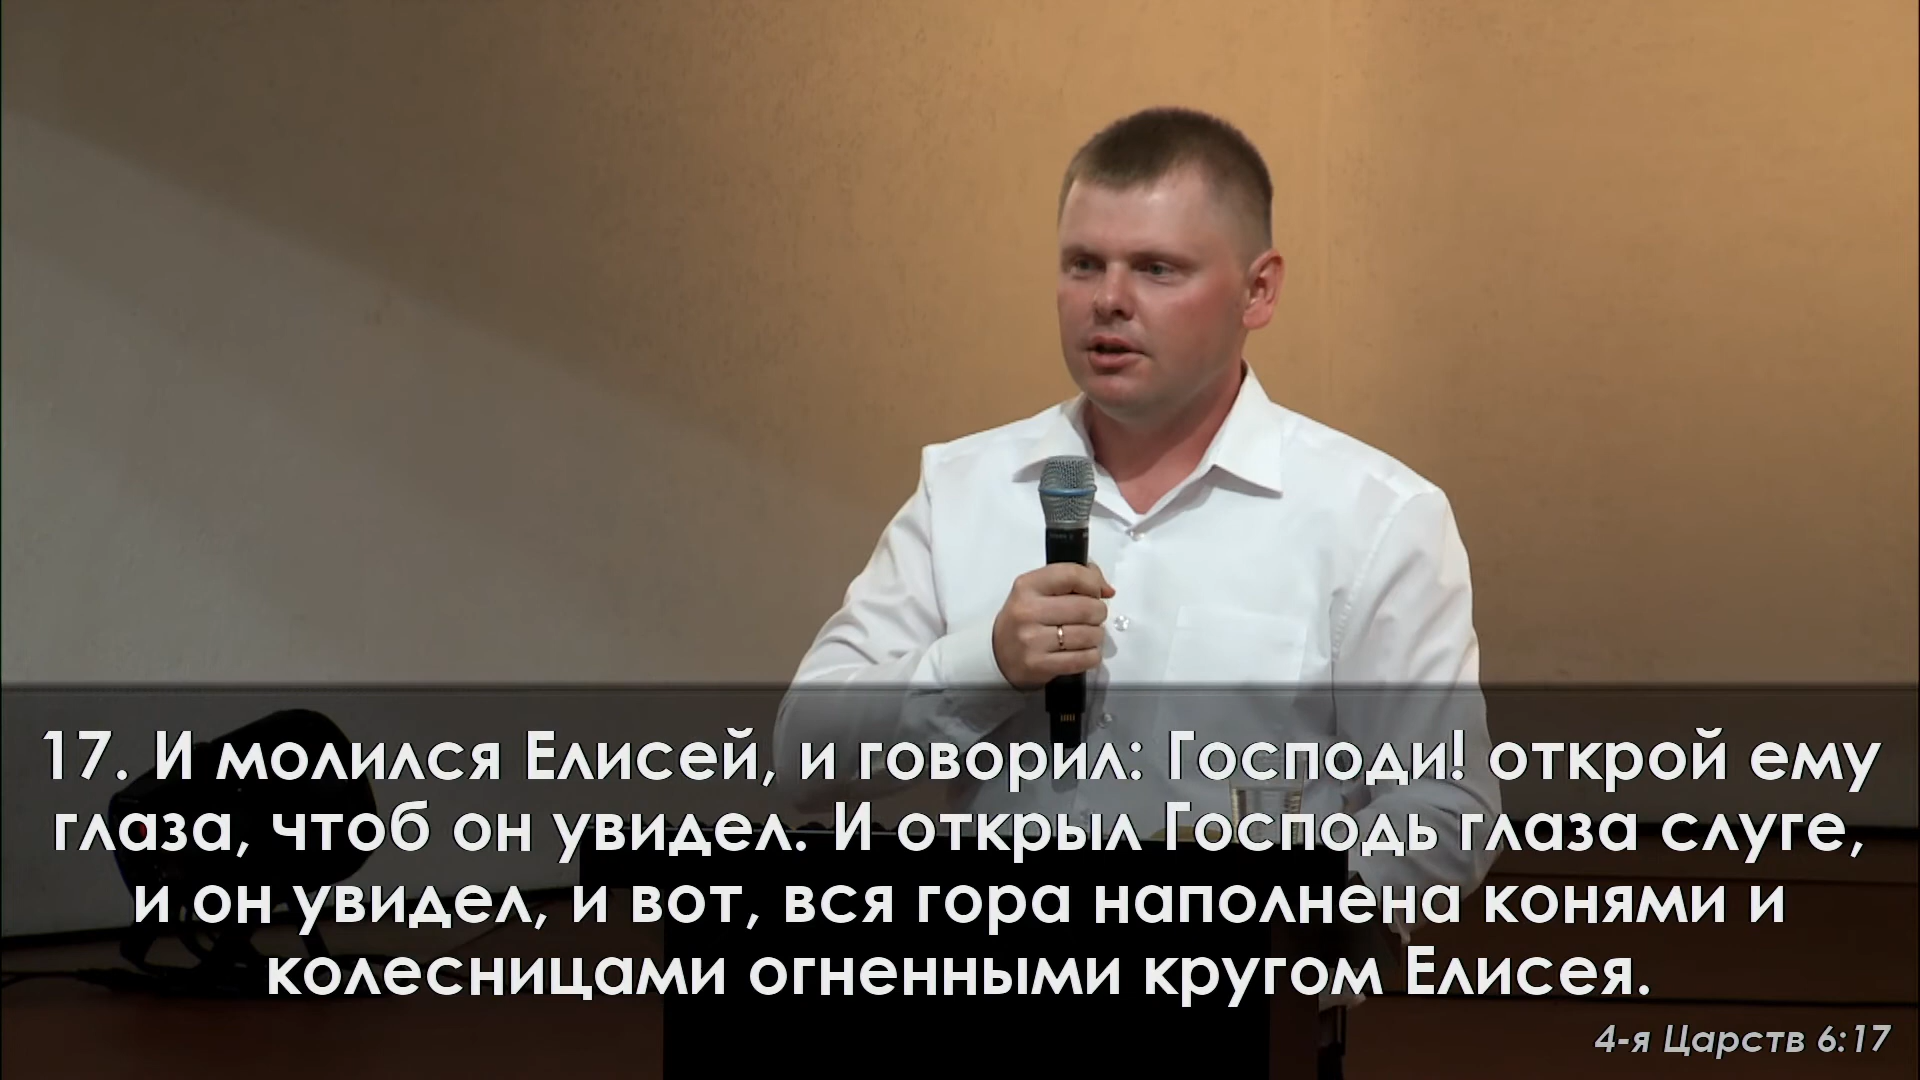 17. И молился Елисей, и говорил: Господи! открой ему
глаза, чтоб он увидел. И открыл Господь глаза слуге,
и он увидел, и вот, вся гора наполнена конями и
колесницами огненными кругом Елисея.
4-я Царств 6:17